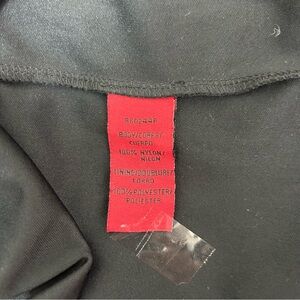 BODY/CORPS/
CUERPO
100% NYLON/
NILON
LINING/DOUBLURE/
FORRO
100% POLYESTER/
POLIESTER